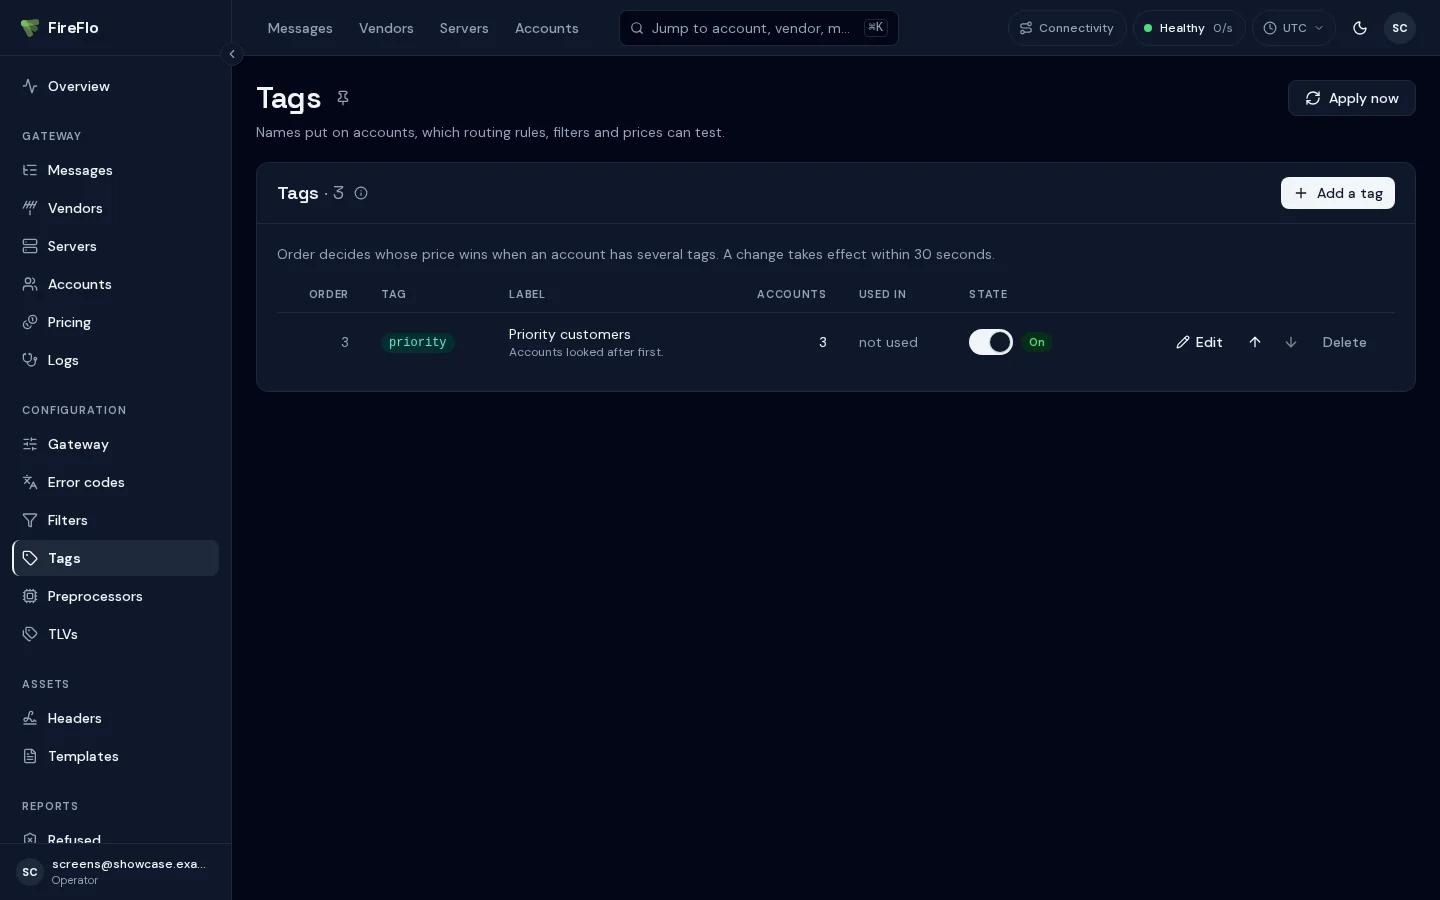 FireFlo
Messages
Vendors
Servers
Accounts
Jump to account, vendor, m...
⌘K
Connectivity
Healthy 0/s
UTC
SC
Overview
GATEWAY
Messages
Vendors
Servers
Accounts
Pricing
Logs
CONFIGURATION
Gateway
Error codes
Filters
Tags
Preprocessors
TLVs
ASSETS
Headers
Templates
REPORTS
Refused
SC
screens@showcase.exa...
Operator
Tags
Apply now
Names put on accounts, which routing rules, filters and prices can test.
Tags · 3
Add a tag
Order decides whose price wins when an account has several tags. A change takes effect within 30 seconds.
ORDER TAG LABEL ACCOUNTS USED IN STATE
3 priority Priority customers 3 not used On Edit Delete
Accounts looked after first.